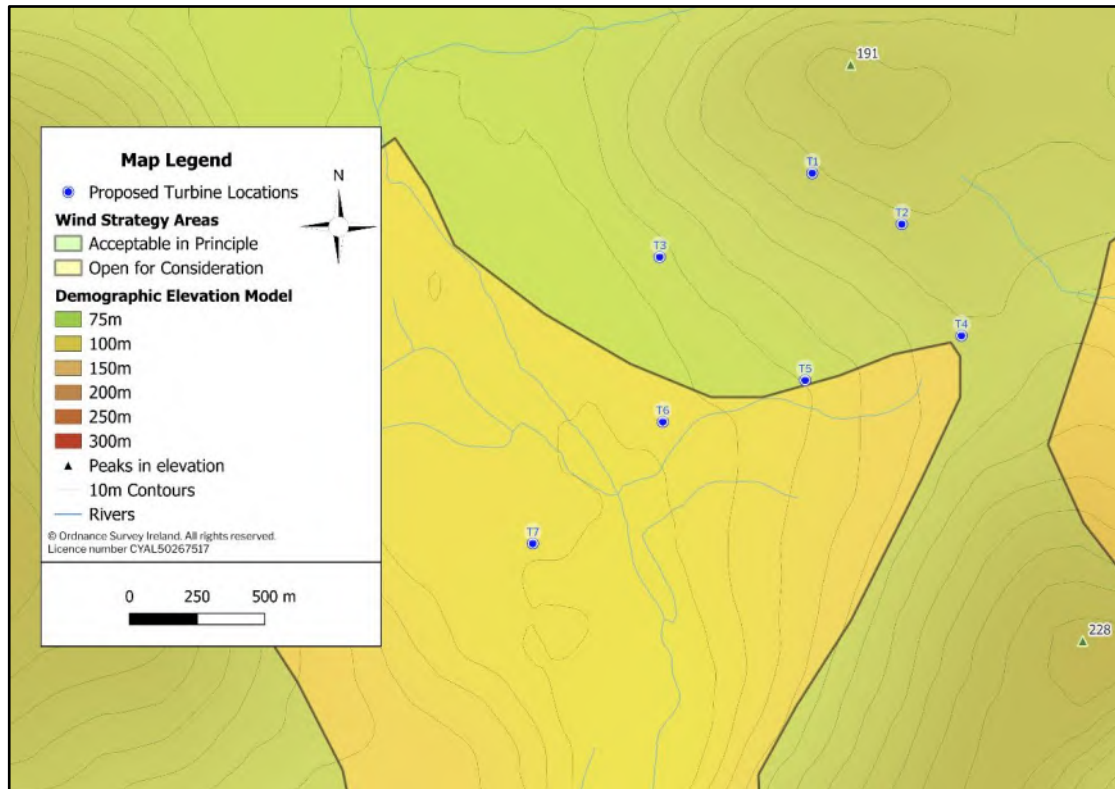 Map Legend
Proposed Turbine Locations
Wind Strategy Areas
Acceptable in Principle
Open for Consideration
Demographic Elevation Model
75m
100m
150m
200m
250m
300m
Peaks in elevation
10m Contours
Rivers
© Ordnance Survey Ireland. All rights reserved.
Licence number CYAL50267517
N
0 250 500 m
191
T1
T2
T3
T4
T5
T6
T7
228